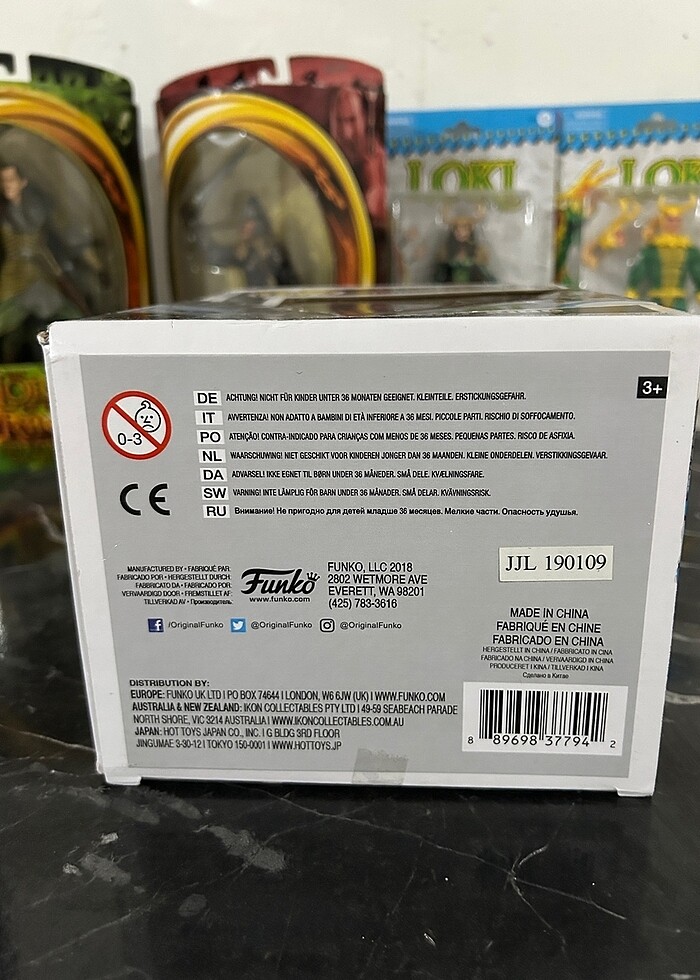 LOKI
LOKI
3+
0-3
DE ACHTUNG! NICHT FÜR KINDER UNTER 36 MONATEN GEEIGNET. KLEINTEILE. ERSTICKUNGSGEFAHR.
IT AVVERTENZA! NON ADATTO A BAMBINI DI ETÀ INFERIORE A 36 MESI. PICCOLE PARTI. RISCHIO DI SOFFOCAMENTO.
PO ATENÇÃO! CONTRA-INDICADO PARA CRIANÇAS COM MENOS DE 36 MESES. PEQUENAS PARTES. RISCO DE ASFIXIA.
NL WAARSCHUWING! NIET GESCHIKT VOOR KINDEREN JONGER DAN 36 MAANDEN. KLEINE ONDERDELEN. VERSTIKKINGSGEVAAR.
DA ADVARSEL! IKKE EGNET TIL BØRN UNDER 36 MÅNEDER. SMÅ DELE. KVÆLNINGSFARE.
SW VARNING! INTE LÄMPLIG FÖR BARN UNDER 36 MÅNADER. SMÅ DELAR. KVÄVNINGSRISK.
RU Внимание! Не пригодно для детей младше 36 месяцев. Мелкие части. Опасность удушья.
CE
MANUFACTURED BY • FABRIQUÉ PAR:
FABRICADO POR • HERGESTELLT DURCH:
FABBRICATO DA • FABRICADO POR:
VERVAARDIGD DOOR • FREMSTILLET AF:
TILLVERKAD AV • Производитель:
Funko
www.funko.com
FUNKO, LLC 2018
2802 WETMORE AVE
EVERETT, WA 98201
(425) 783-3616
/OriginalFunko @OriginalFunko @OriginalFunko
JJL 190109
MADE IN CHINA
FABRIQUÉ EN CHINE
FABRICADO EN CHINA
HERGESTELLT IN CHINA / FABBRICATO IN CINA
FABRICADO NA CHINA / VERVAARDIGD IN CHINA
PRODUCERET I KINA / TILLVERKAD I KINA
Сделано в Китае
DISTRIBUTION BY:
EUROPE: FUNKO UK LTD | PO BOX 74644 | LONDON, W6 6JW (UK) | WWW.FUNKO.COM
AUSTRALIA & NEW ZEALAND: IKON COLLECTABLES PTY LTD | 49-59 SEABEACH PARADE
NORTH SHORE, VIC 3214 AUSTRALIA | WWW.IKONCOLLECTABLES.COM.AU
JAPAN: HOT TOYS JAPAN CO., INC. | G BLDG 3RD FLOOR
JINGUMAE 3-30-12 | TOKYO 150-0001 | WWW.HOTTOYS.JP
8 89698 37794 2